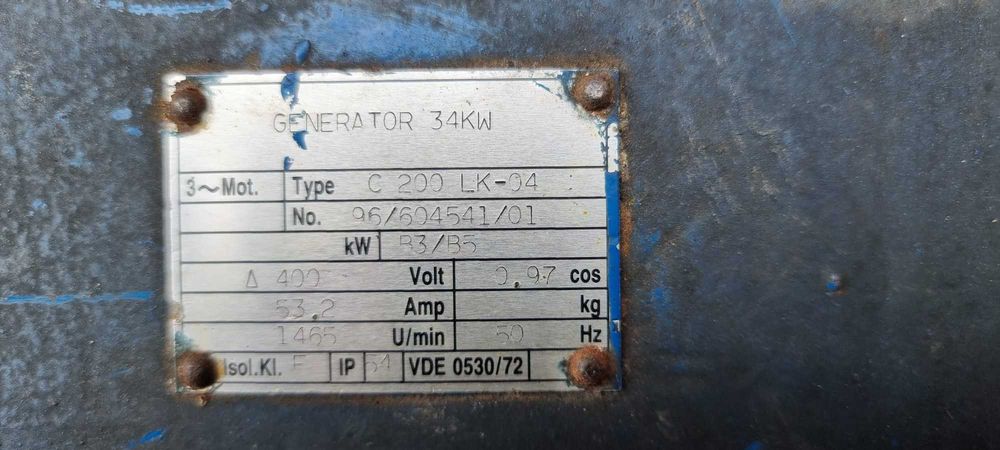 GENERATOR 34KW
3~Mot. Type C 200 LK-04
No. 96/604541/01
kW B3/B5
Δ 400 Volt 0,97 cos
53,2 Amp kg
1465 U/min 50 Hz
Isol.Kl. F IP 54 VDE 0530/72